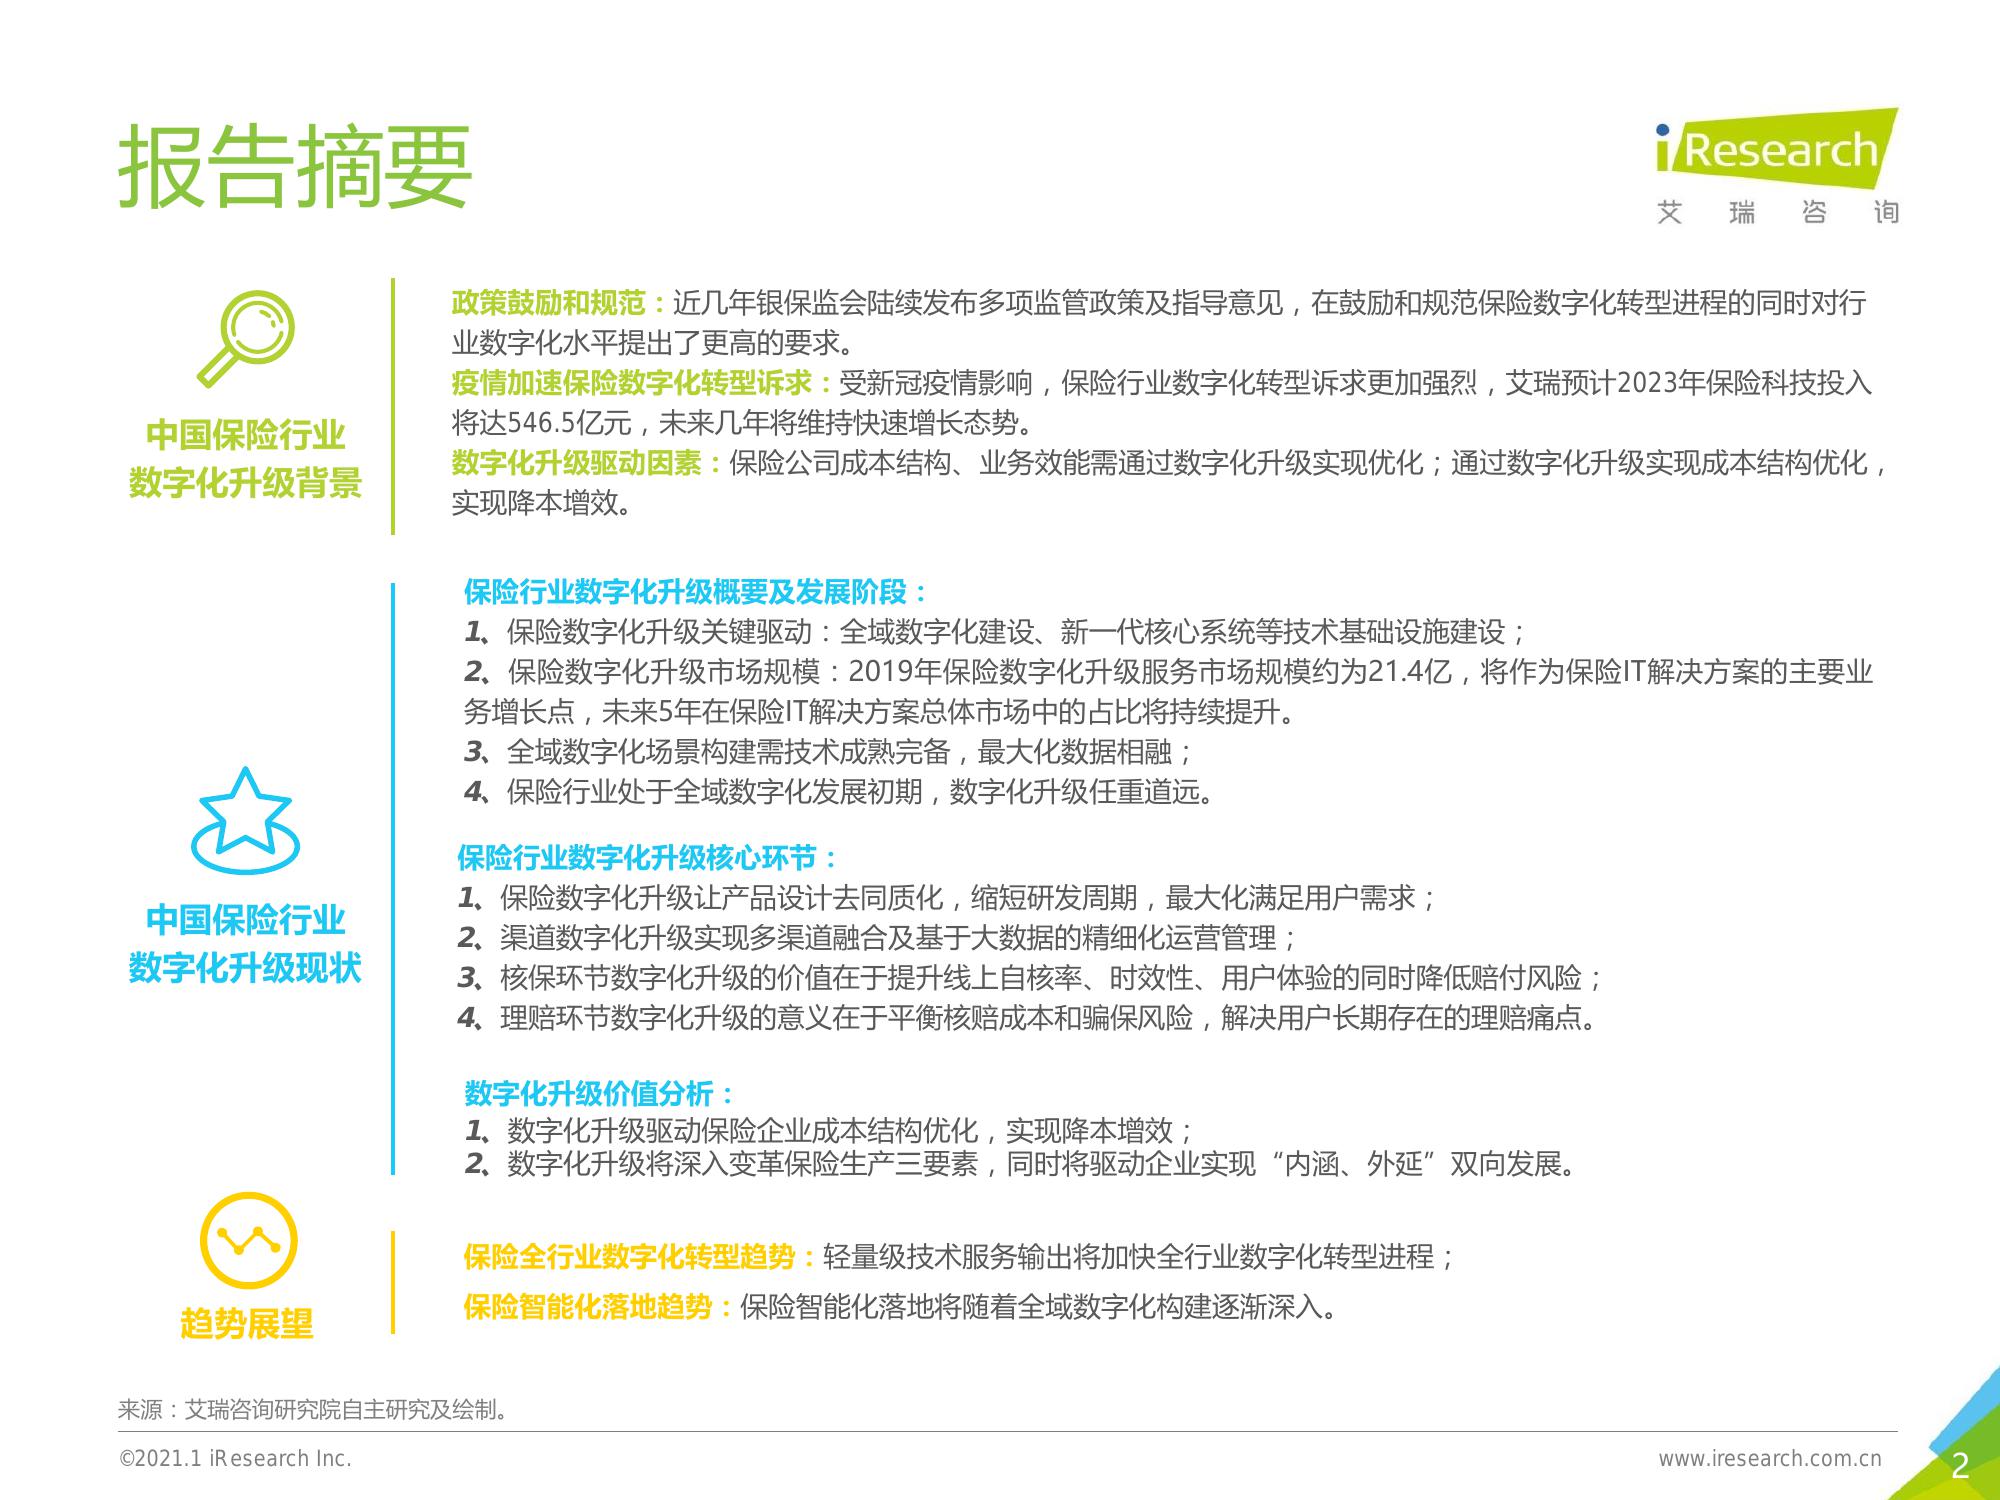 报告摘要
iResearch
艾瑞咨询
中国保险行业
数字化升级背景
政策鼓励和规范：近几年银保监会陆续发布多项监管政策及指导意见，在鼓励和规范保险数字化转型进程的同时对行
业数字化水平提出了更高的要求。
疫情加速保险数字化转型诉求：受新冠疫情影响，保险行业数字化转型诉求更加强烈，艾瑞预计2023年保险科技投入
将达546.5亿元，未来几年将维持快速增长态势。
数字化升级驱动因素：保险公司成本结构、业务效能需通过数字化升级实现优化；通过数字化升级实现成本结构优化，
实现降本增效。
中国保险行业
数字化升级现状
保险行业数字化升级概要及发展阶段：
1、保险数字化升级关键驱动：全域数字化建设、新一代核心系统等技术基础设施建设；
2、保险数字化升级市场规模：2019年保险数字化升级服务市场规模约为21.4亿，将作为保险IT解决方案的主要业
务增长点，未来5年在保险IT解决方案总体市场中的占比将持续提升。
3、全域数字化场景构建需技术成熟完备，最大化数据相融；
4、保险行业处于全域数字化发展初期，数字化升级任重道远。
保险行业数字化升级核心环节：
1、保险数字化升级让产品设计去同质化，缩短研发周期，最大化满足用户需求；
2、渠道数字化升级实现多渠道融合及基于大数据的精细化运营管理；
3、核保环节数字化升级的价值在于提升线上自核率、时效性、用户体验的同时降低赔付风险；
4、理赔环节数字化升级的意义在于平衡核赔成本和骗保风险，解决用户长期存在的理赔痛点。
数字化升级价值分析：
1、数字化升级驱动保险企业成本结构优化，实现降本增效；
2、数字化升级将深入变革保险生产三要素，同时将驱动企业实现“内涵、外延”双向发展。
趋势展望
保险全行业数字化转型趋势：轻量级技术服务输出将加快全行业数字化转型进程；
保险智能化落地趋势：保险智能化落地将随着全域数字化构建逐渐深入。
来源：艾瑞咨询研究院自主研究及绘制。
©2021.1 iResearch Inc.
www.iresearch.com.cn
2